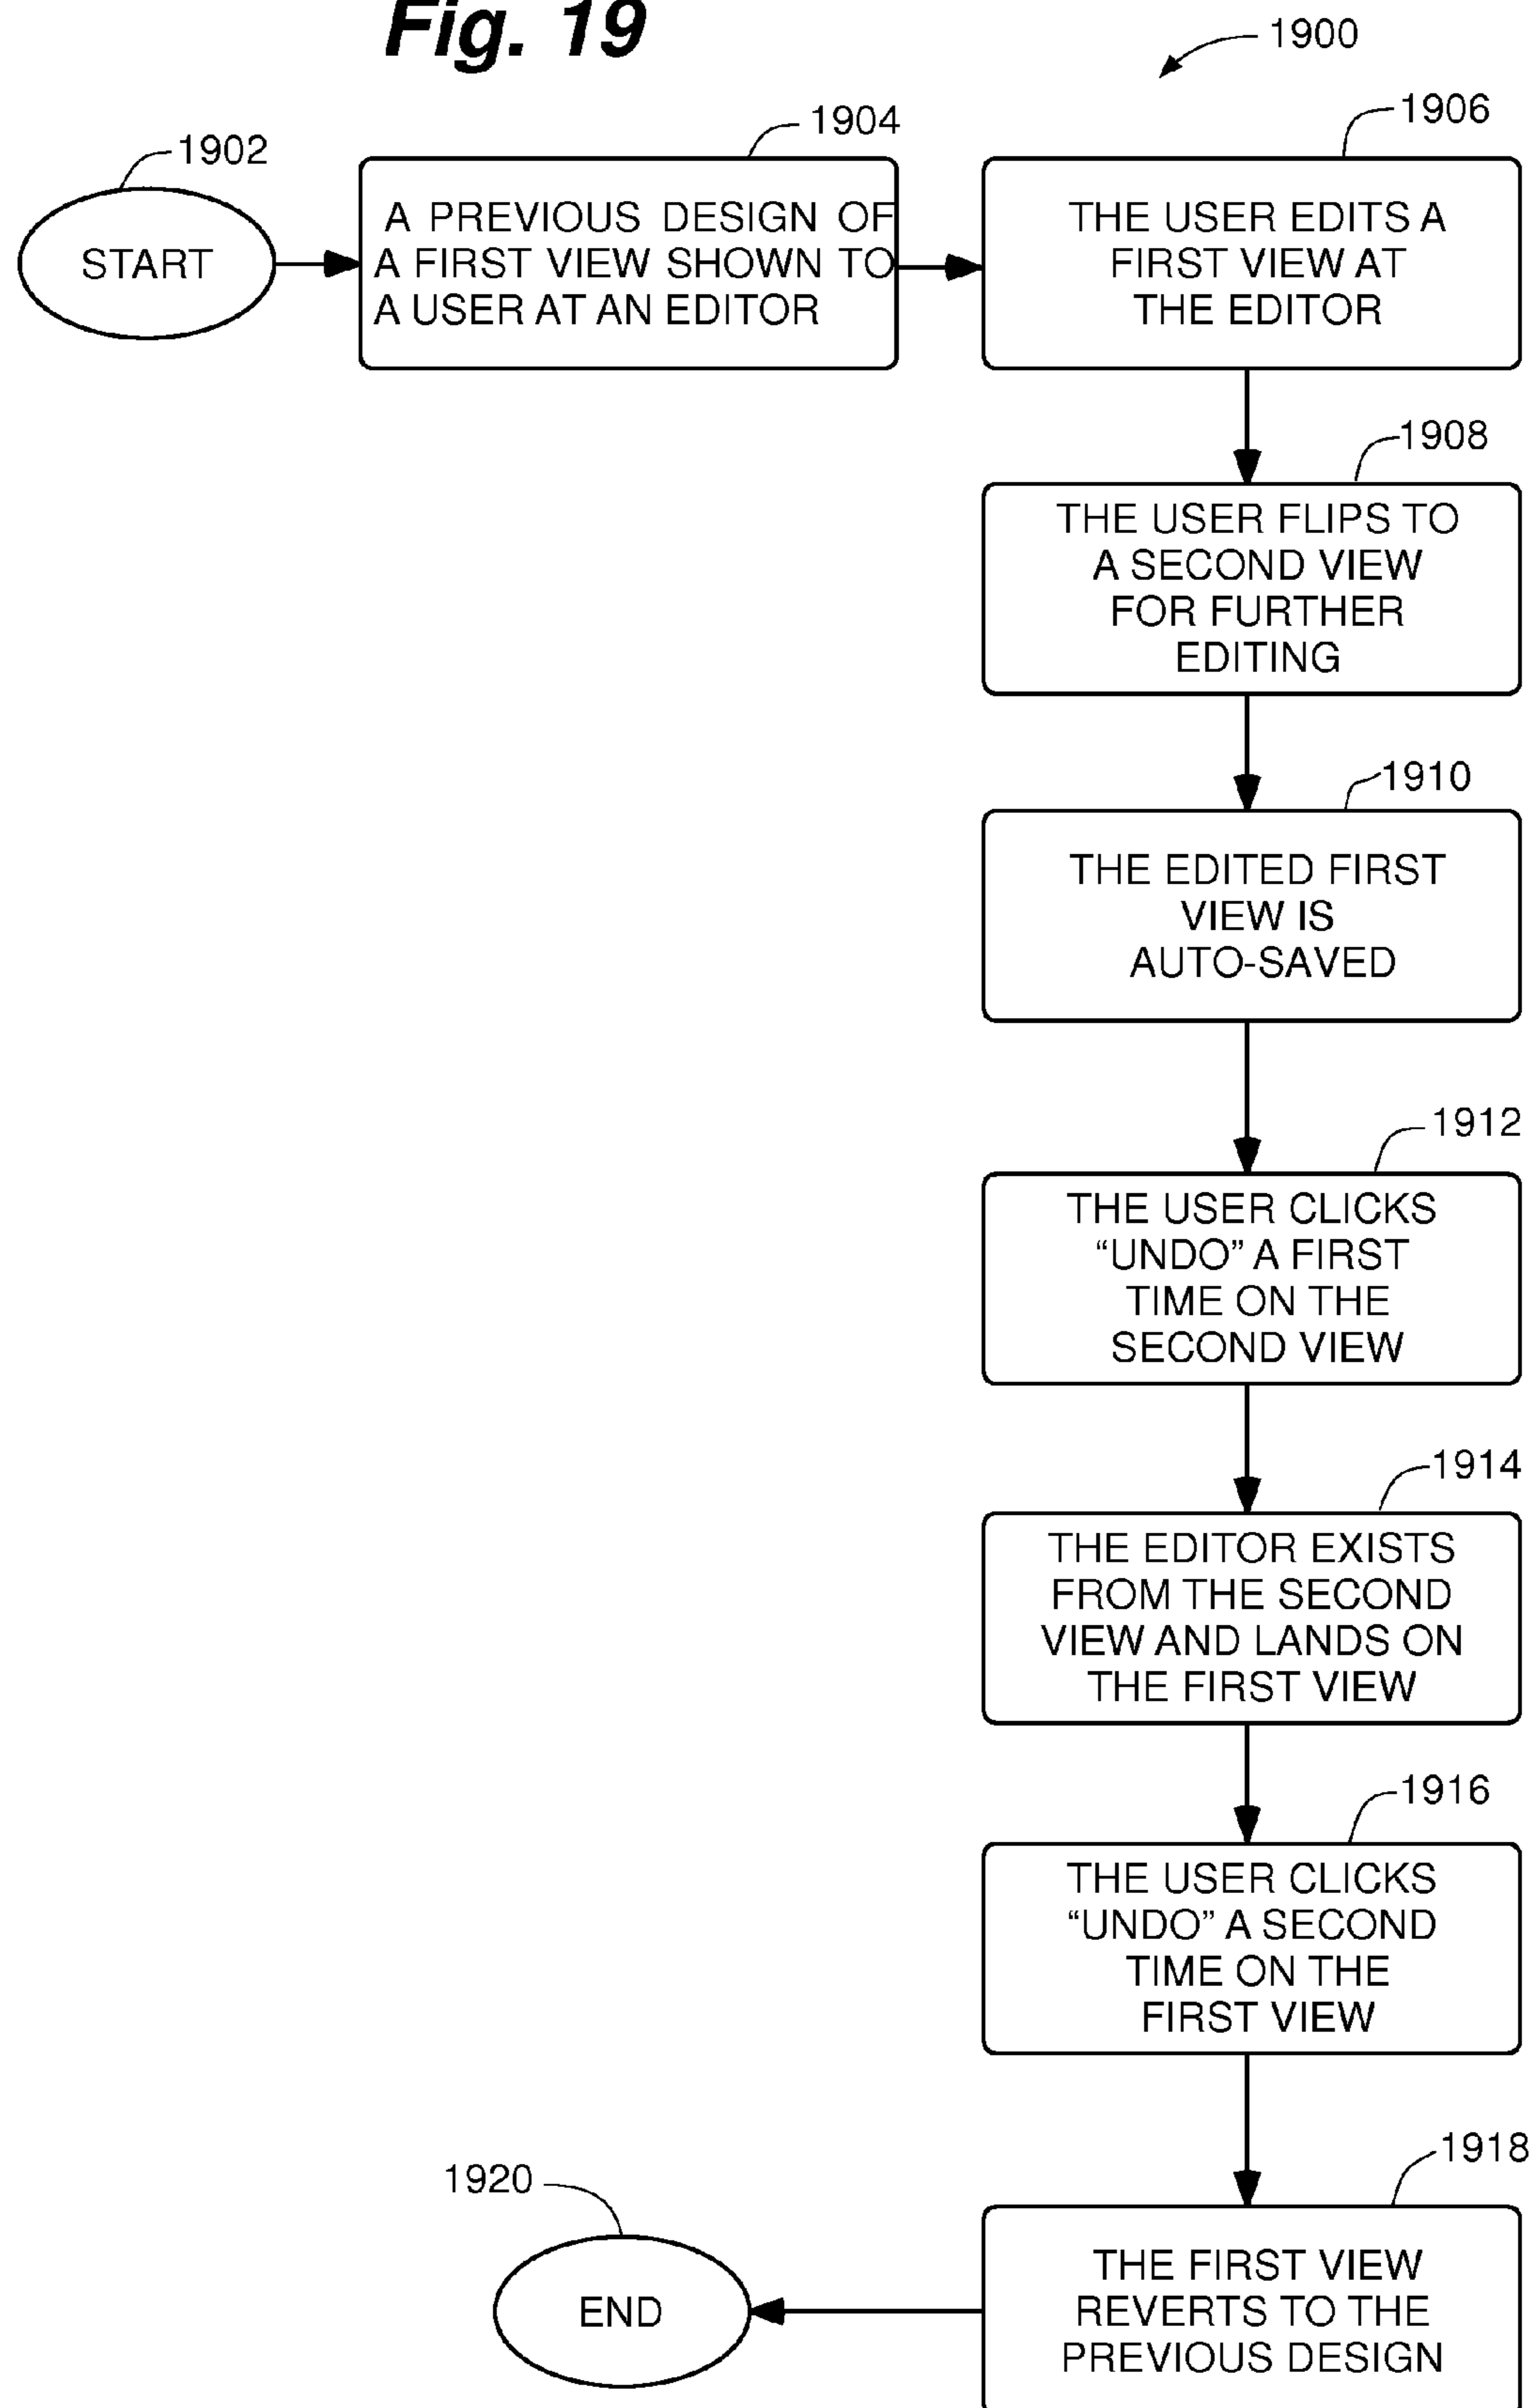 Fig. 19
1900
1902
START
1904
A PREVIOUS DESIGN OF
A FIRST VIEW SHOWN TO
A USER AT AN EDITOR
1906
THE USER EDITS A
FIRST VIEW AT
THE EDITOR
1908
THE USER FLIPS TO
A SECOND VIEW
FOR FURTHER
EDITING
1910
THE EDITED FIRST
VIEW IS
AUTO-SAVED
1912
THE USER CLICKS
“UNDO” A FIRST
TIME ON THE
SECOND VIEW
1914
THE EDITOR EXISTS
FROM THE SECOND
VIEW AND LANDS ON
THE FIRST VIEW
1916
THE USER CLICKS
“UNDO” A SECOND
TIME ON THE
FIRST VIEW
1918
THE FIRST VIEW
REVERTS TO THE
PREVIOUS DESIGN
1920
END